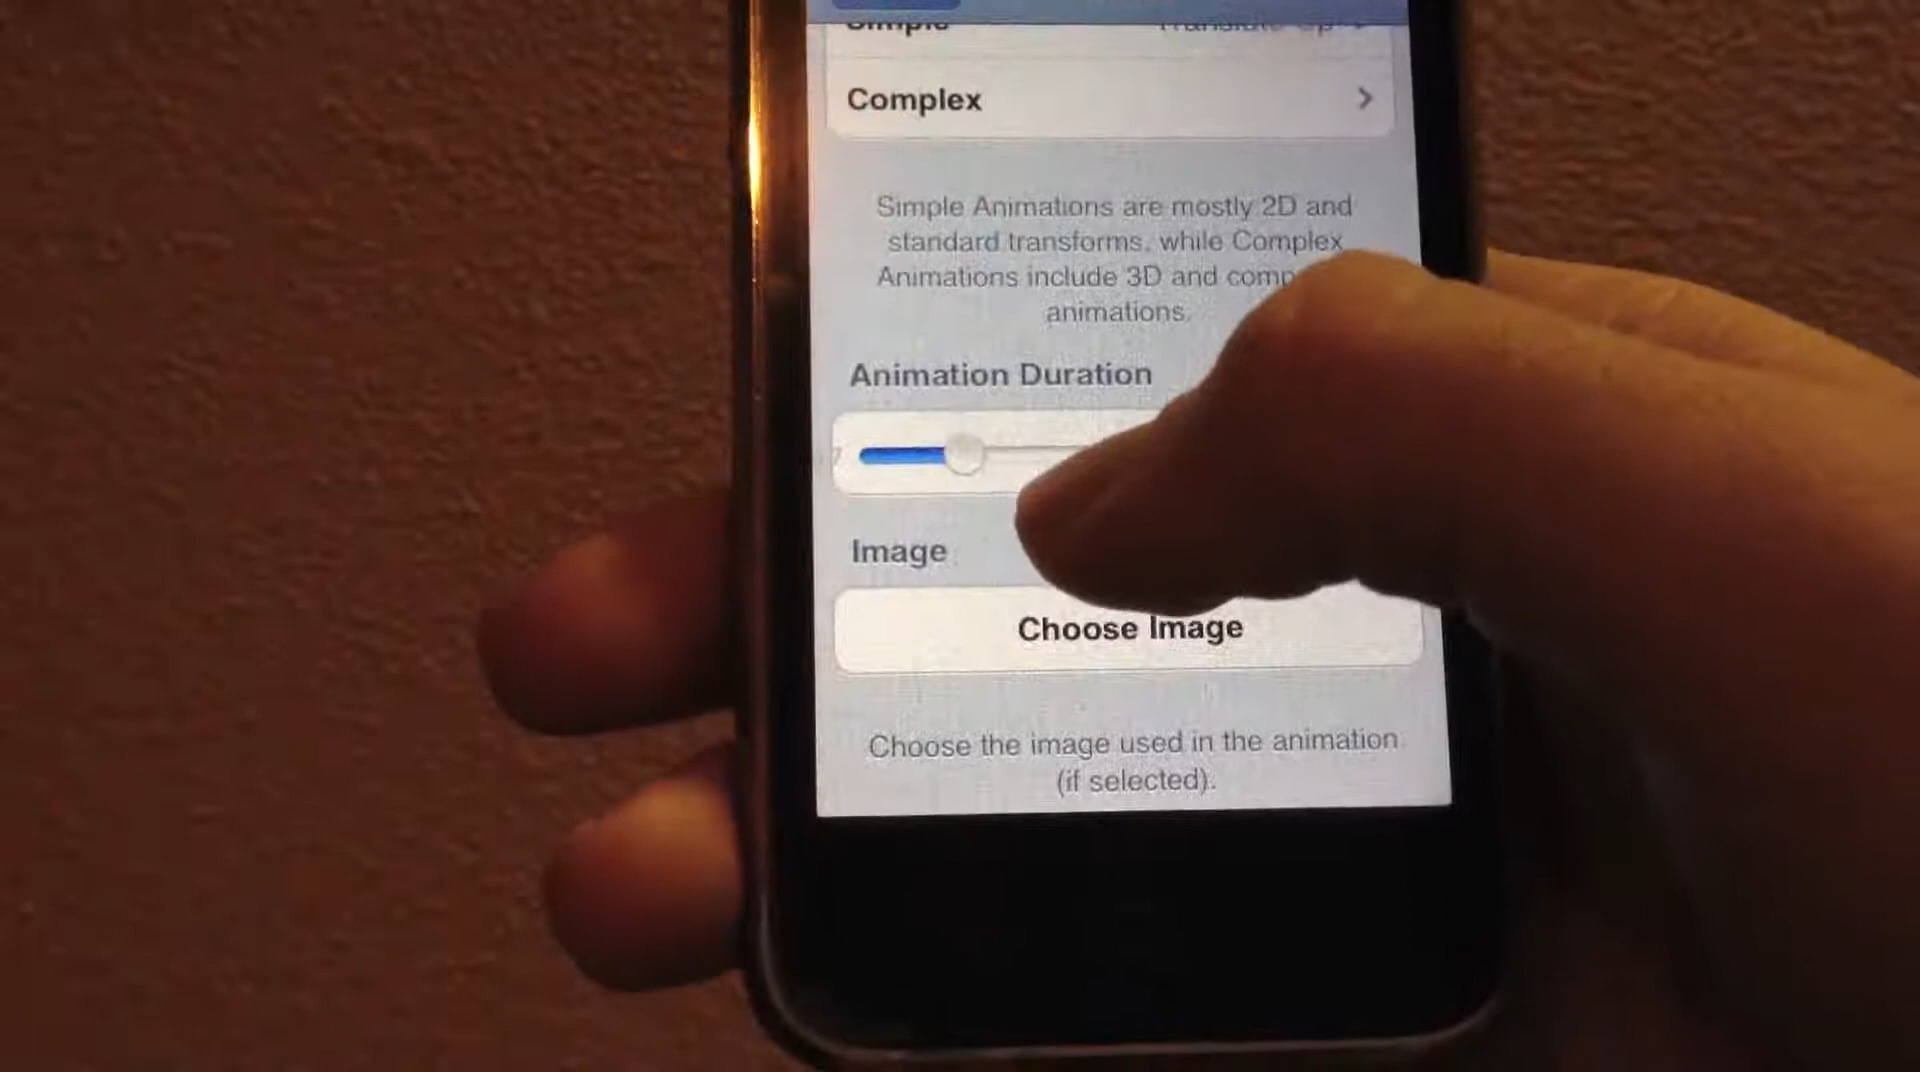 Simple
Complex
Simple Animations are mostly 2D and
standard transforms, while Complex
Animations include 3D and
animations.
Animation Duration
Image
Choose Image
Choose the image used in the animation
(if selected).